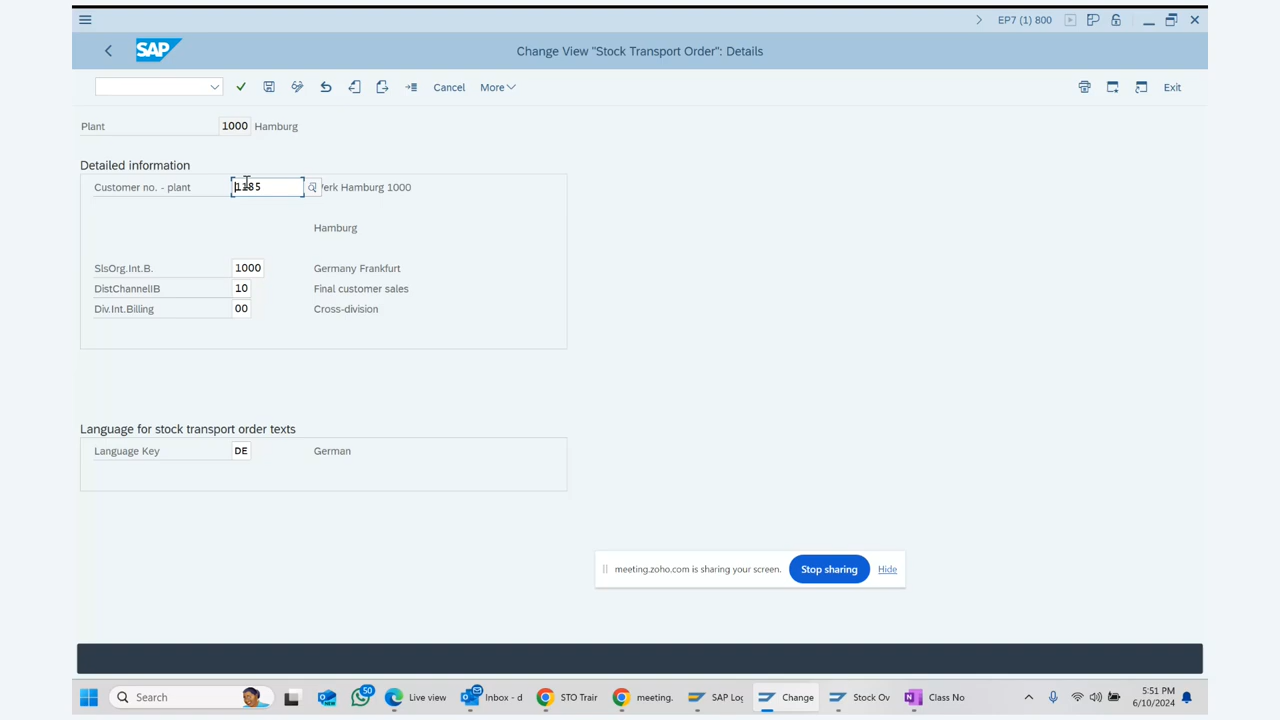 EP7 (1) 800
SAP
Change View "Stock Transport Order": Details
Cancel More Exit
Plant 1000 Hamburg
Detailed information
Customer no. - plant 1185 Werk Hamburg 1000
Hamburg
SlsOrg.Int.B. 1000 Germany Frankfurt
DistChannelIB 10 Final customer sales
Div.Int.Billing 00 Cross-division
Language for stock transport order texts
Language Key DE German
meeting.zoho.com is sharing your screen. Stop sharing Hide
Search 50 Live view Inbox - d STO Trair meeting. SAP Log Change Stock Ov Class No 5:51 PM
6/10/2024